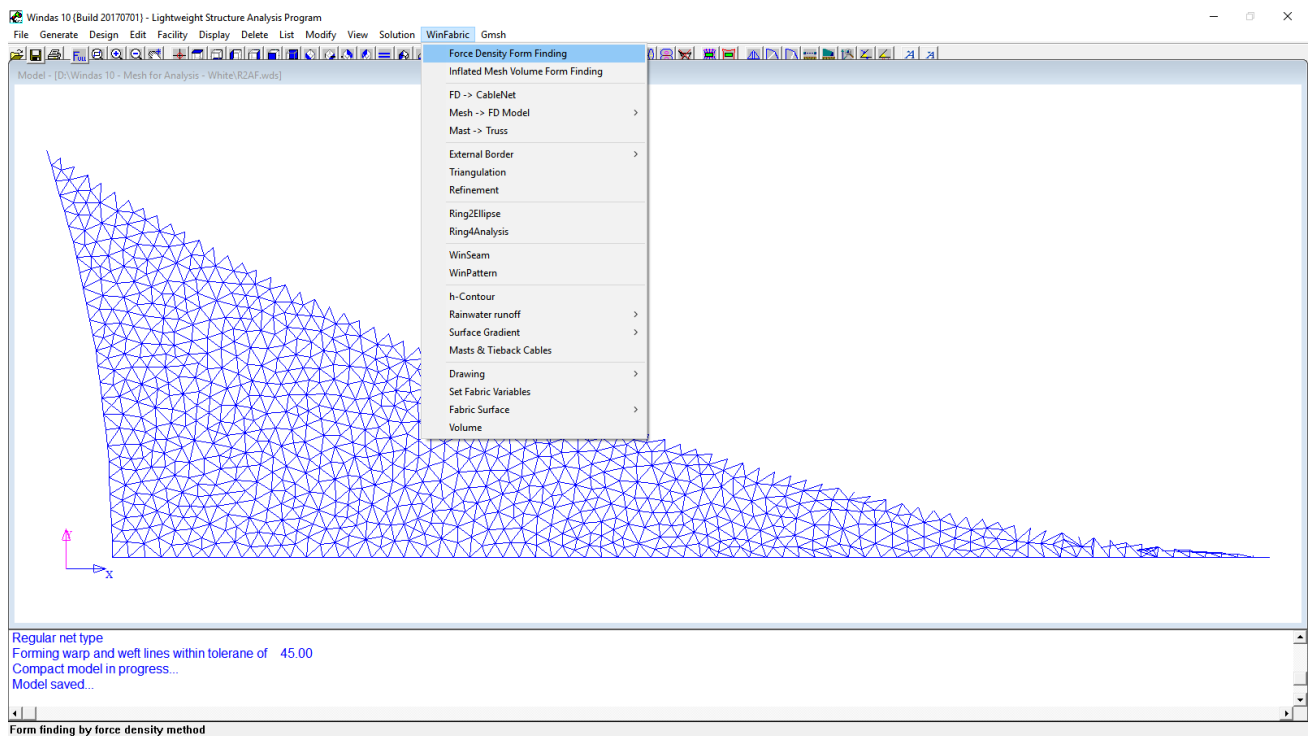 Windas 10 {Build 20170701} - Lightweight Structure Analysis Program
File Generate Design Edit Facility Display Delete List Modify View Solution WinFabric Gmsh
Full
Model - [D:\Windas 10 - Mesh for Analysis - White\R2AF.wds]
Force Density Form Finding
Inflated Mesh Volume Form Finding
FD -> CableNet
Mesh -> FD Model
Mast -> Truss
External Border
Triangulation
Refinement
Ring2Ellipse
Ring4Analysis
WinSeam
WinPattern
h-Contour
Rainwater runoff
Surface Gradient
Masts & Tieback Cables
Drawing
Set Fabric Variables
Fabric Surface
Volume
Y
X
Regular net type
Forming warp and weft lines within tolerane of 45.00
Compact model in progress...
Model saved...
Form finding by force density method